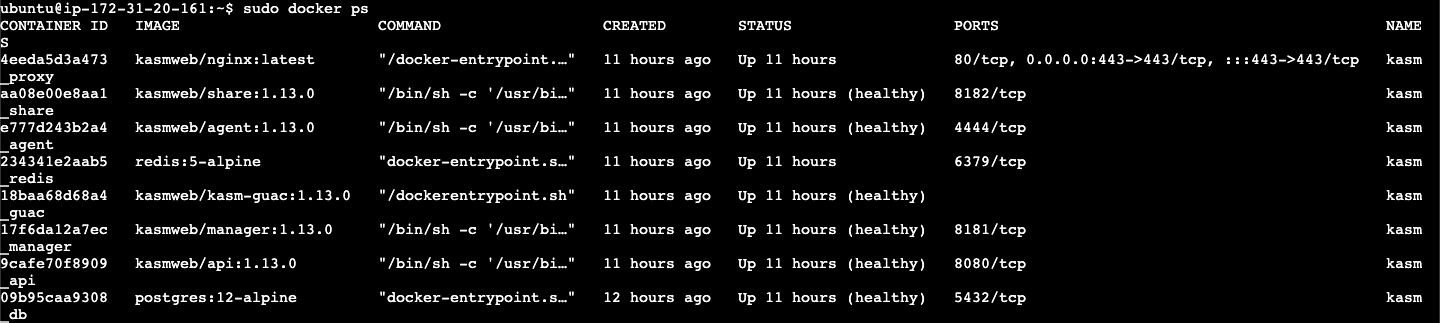 ubuntu@ip-172-31-20-161:~$ sudo docker ps
CONTAINER ID   IMAGE                       COMMAND                  CREATED        STATUS                  PORTS                                        NAME
S
4eeda5d3a473   kasmweb/nginx:latest        "/docker-entrypoint.…"   11 hours ago   Up 11 hours             80/tcp, 0.0.0.0:443->443/tcp, :::443->443/tcp   kasm
_proxy
aa08e00e8aa1   kasmweb/share:1.13.0        "/bin/sh -c '/usr/bi…"   11 hours ago   Up 11 hours (healthy)   8182/tcp                                     kasm
_share
e777d243b2a4   kasmweb/agent:1.13.0        "/bin/sh -c '/usr/bi…"   11 hours ago   Up 11 hours (healthy)   4444/tcp                                     kasm
_agent
234341e2aab5   redis:5-alpine              "docker-entrypoint.s…"   11 hours ago   Up 11 hours             6379/tcp                                     kasm
_redis
18baa68d68a4   kasmweb/kasm-guac:1.13.0    "/dockerentrypoint.sh"   11 hours ago   Up 11 hours (healthy)                                                kasm
_guac
17f6da12a7ec   kasmweb/manager:1.13.0      "/bin/sh -c '/usr/bi…"   11 hours ago   Up 11 hours (healthy)   8181/tcp                                     kasm
_manager
9cafe70f8909   kasmweb/api:1.13.0          "/bin/sh -c '/usr/bi…"   11 hours ago   Up 11 hours (healthy)   8080/tcp                                     kasm
_api
09b95caa9308   postgres:12-alpine          "docker-entrypoint.s…"   12 hours ago   Up 11 hours (healthy)   5432/tcp                                     kasm
_db